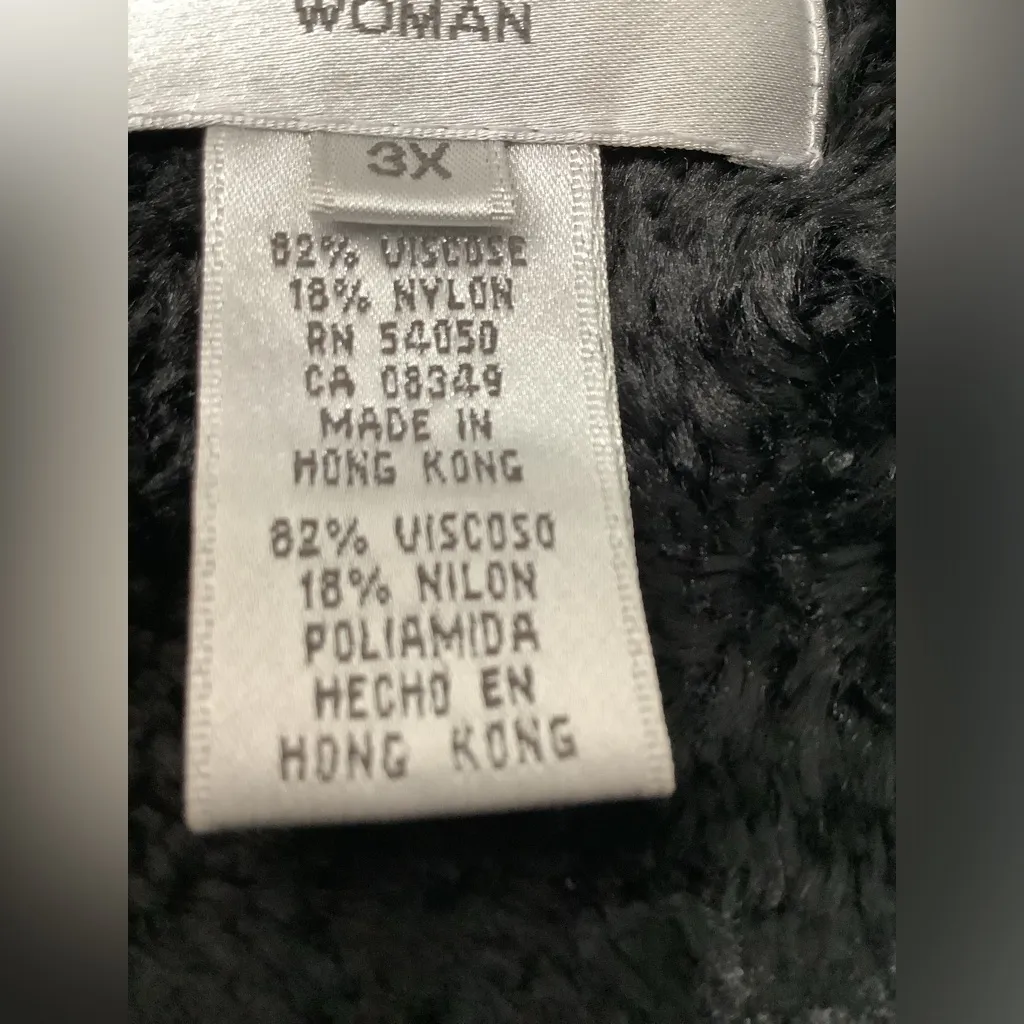 WOMAN
3X
82% VISCOSE
18% NYLON
RN 54050
CA 08349
MADE IN
HONG KONG
82% VISCOSO
18% NILON
POLIAMIDA
HECHO EN
HONG KONG